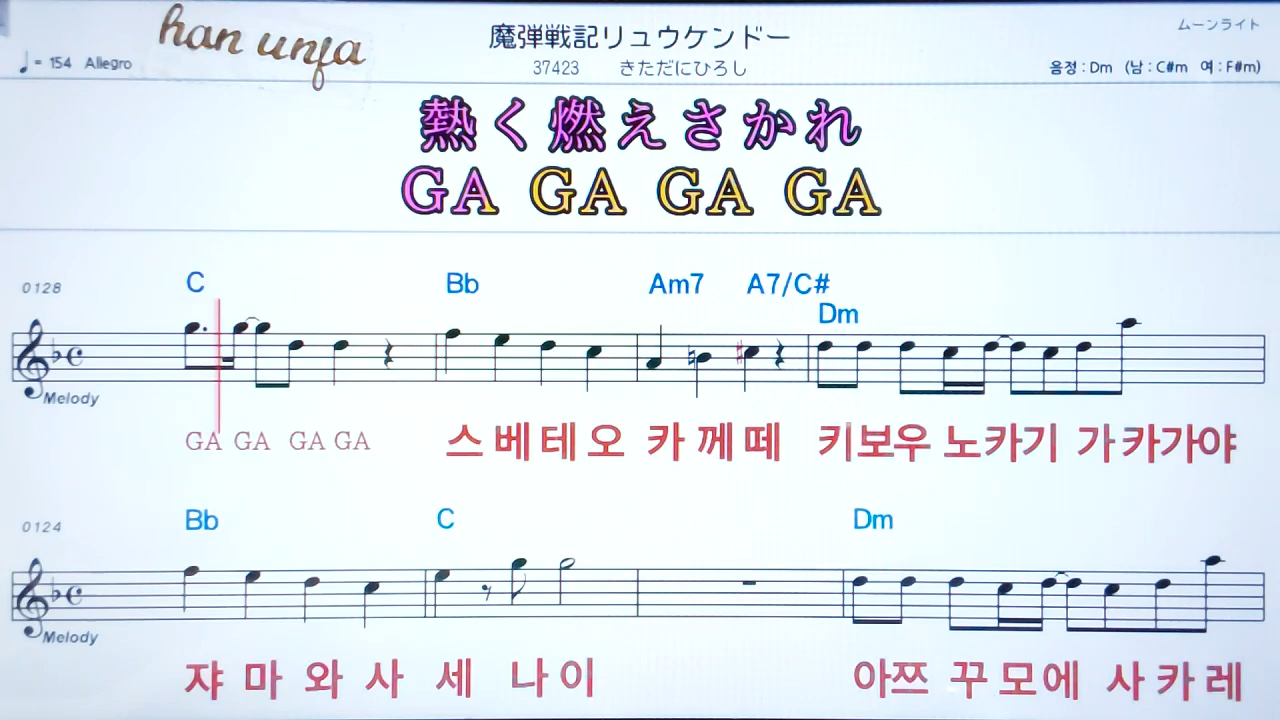 han unja
魔弾戦記リュウケンドー
ムーンライト
♩= 154 Allegro
37423 きただにひろし
음정 : Dm (남 : C#m 여 : F#m)
熱く燃えさかれ
GA GA GA GA
0128
C Bb Am7 A7/C# Dm
Melody
GA GA GA GA 스베테오 카께떼 키보우 노카기 가카가야
0124
Bb C Dm
Melody
쟈마와사 세 나이 아쯔 꾸모에 사카레